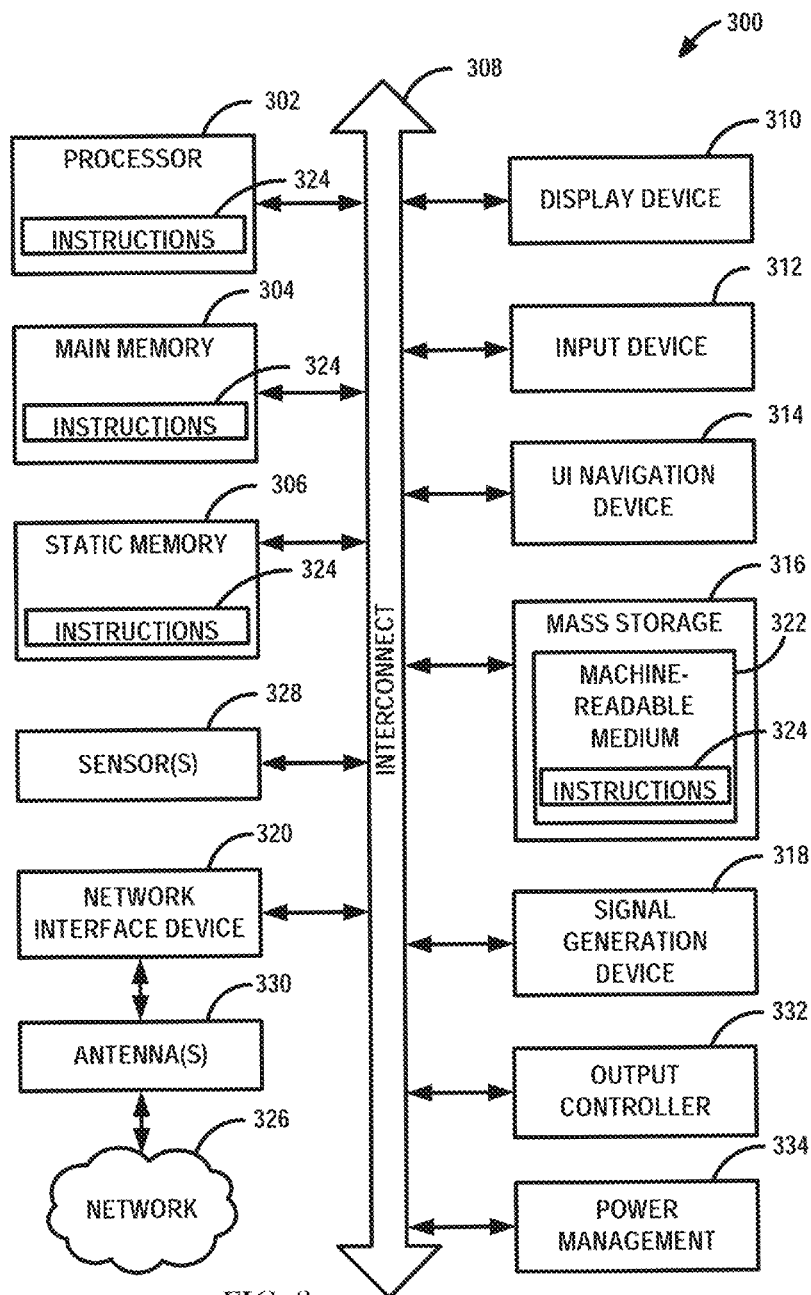 300
308
302
PROCESSOR
324
INSTRUCTIONS
304
MAIN MEMORY
324
INSTRUCTIONS
306
STATIC MEMORY
324
INSTRUCTIONS
328
SENSOR(S)
320
NETWORK
INTERFACE DEVICE
330
ANTENNA(S)
326
NETWORK
INTERCONNECT
310
DISPLAY DEVICE
312
INPUT DEVICE
314
UI NAVIGATION
DEVICE
316
MASS STORAGE
322
MACHINE-
READABLE
MEDIUM
324
INSTRUCTIONS
318
SIGNAL
GENERATION
DEVICE
332
OUTPUT
CONTROLLER
334
POWER
MANAGEMENT